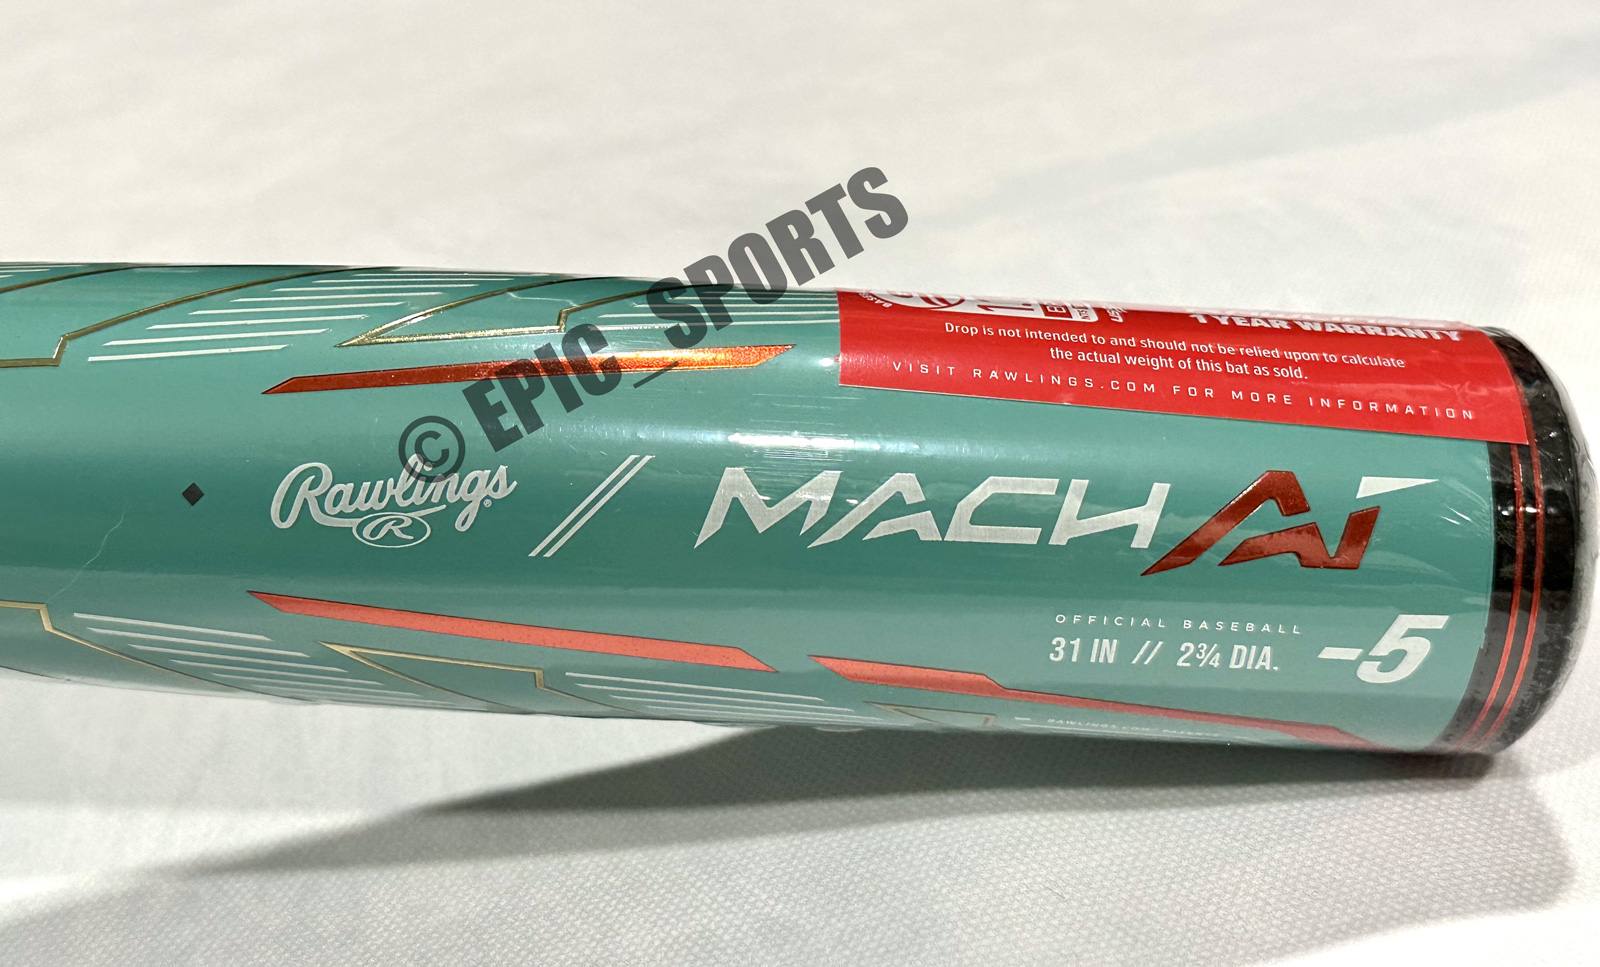 © EPIC_SPORTS
1 YEAR WARRANTY
Drop is not intended to and should not be relied upon to calculate
the actual weight of this bat as sold.
VISIT RAWLINGS.COM FOR MORE INFORMATION
Rawlings® // MACH AI
R
OFFICIAL BASEBALL
31 IN // 2¾ DIA. -5